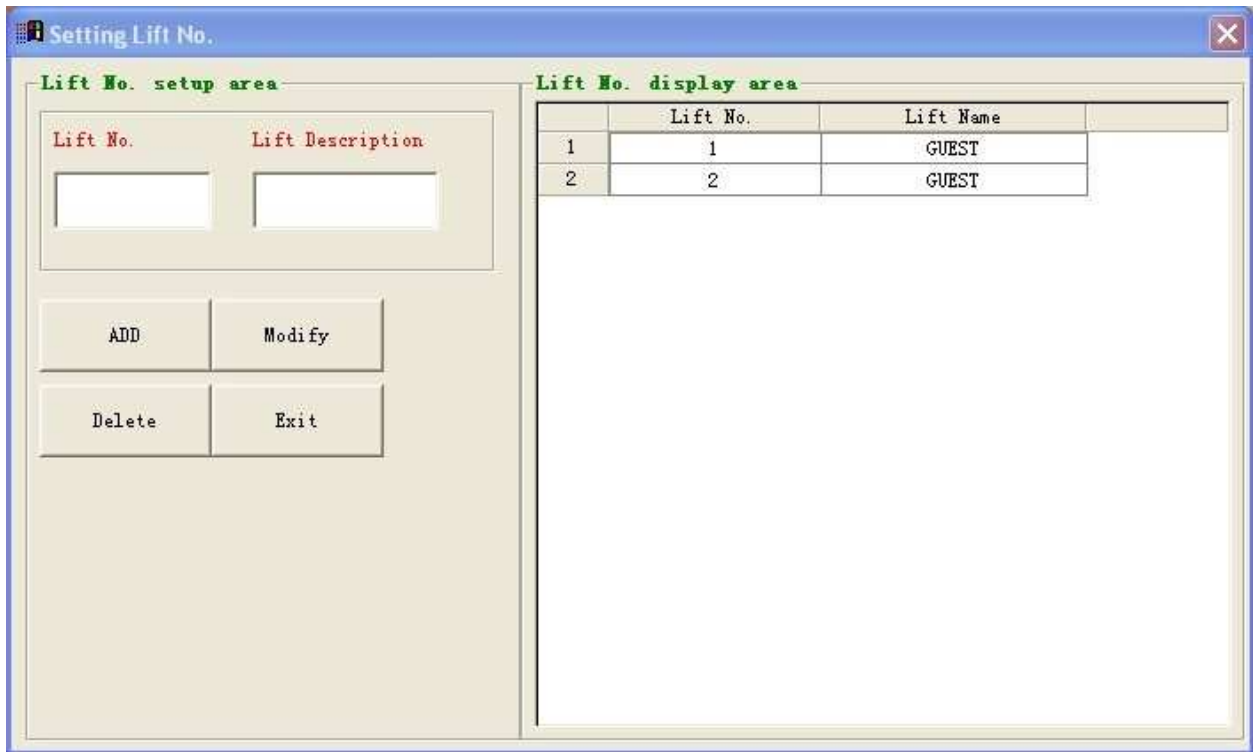 Setting Lift No.
Lift No. setup area
Lift No. Lift Description
ADD Modify
Delete Exit
Lift No. display area
Lift No. Lift Name
1 1 GUEST
2 2 GUEST